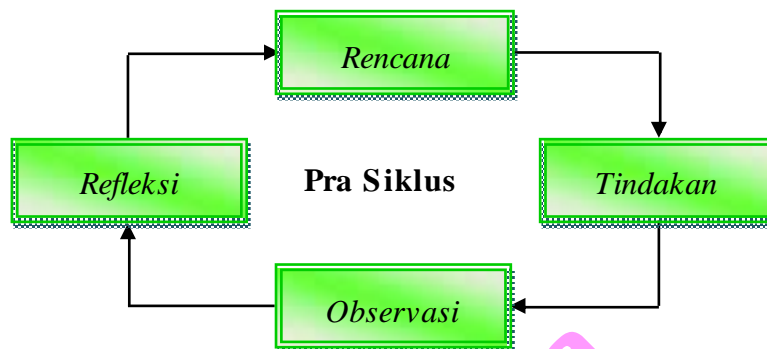 Rencana
Refleksi
Pra Siklus
Tindakan
Observasi